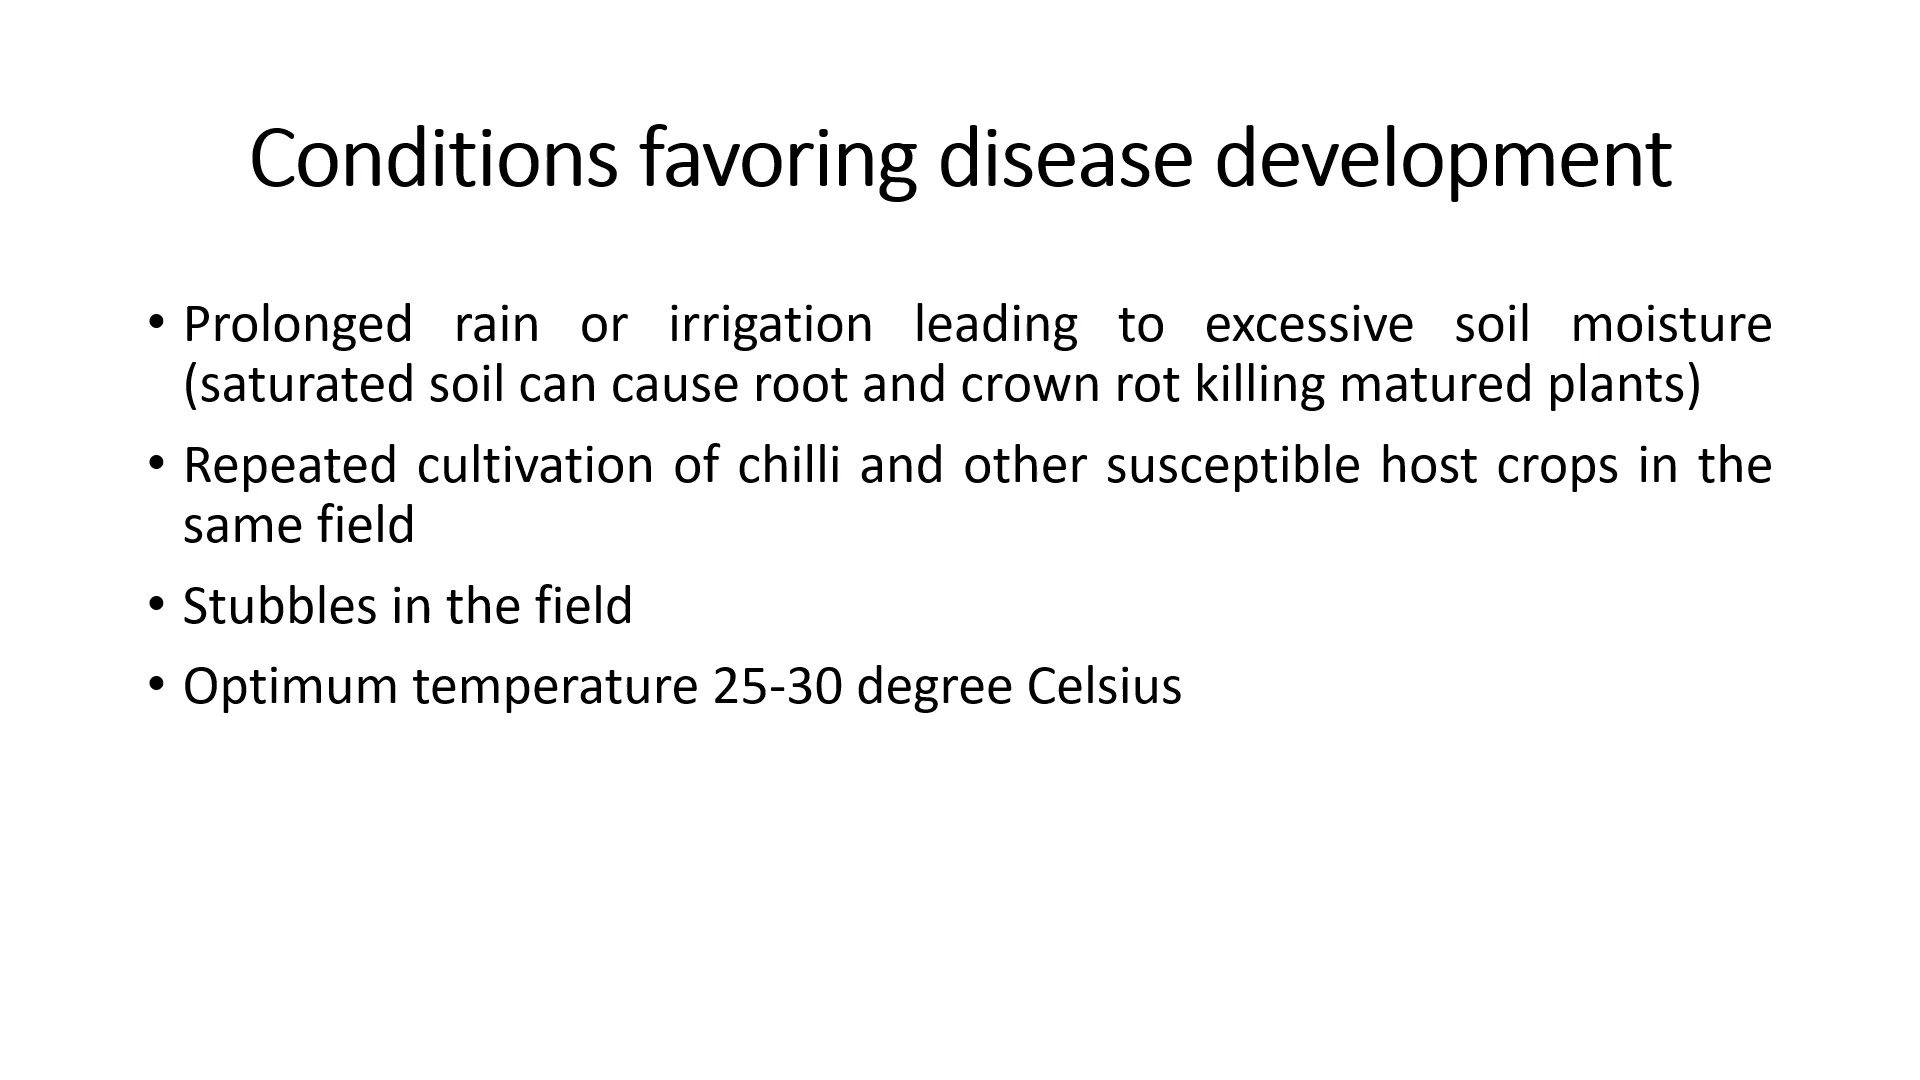 Conditions favoring disease development
• Prolonged rain or irrigation leading to excessive soil moisture
(saturated soil can cause root and crown rot killing matured plants)
• Repeated cultivation of chilli and other susceptible host crops in the
same field
• Stubbles in the field
• Optimum temperature 25-30 degree Celsius